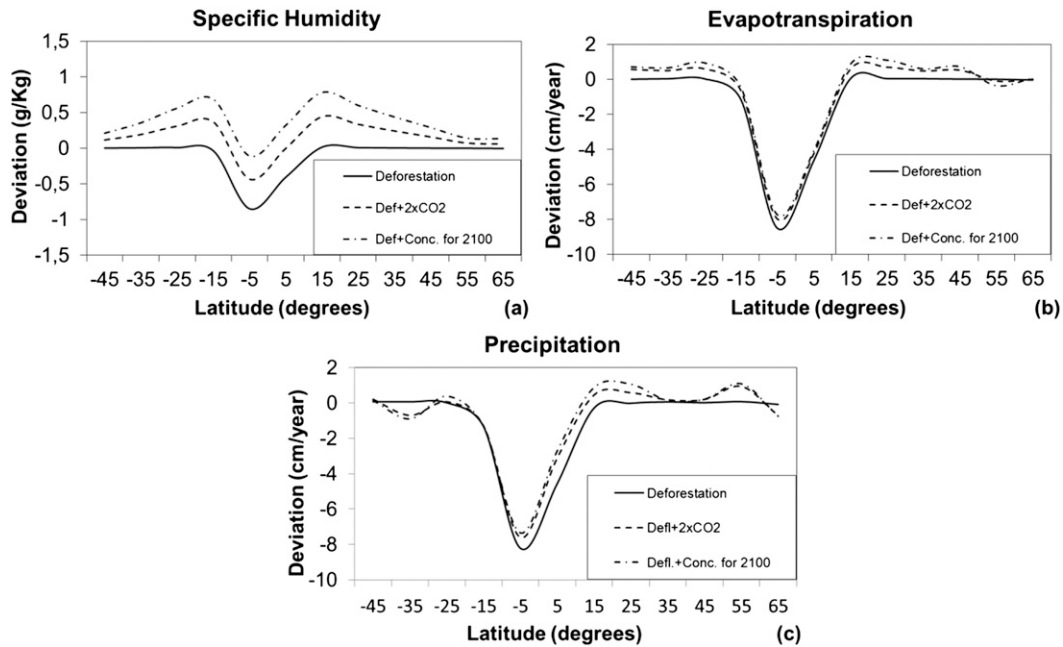 Specific Humidity
Deviation (g/Kg)
1,5
1
0,5
0
-0,5
-1
-1,5
Deforestation
Def+2xCO2
Def+Conc. for 2100
-45 -35 -25 -15 -5 5 15 25 35 45 55 65
Latitude (degrees)
(a)
Evapotranspiration
Deviation (cm/year)
2
0
-2
-4
-6
-8
-10
Deforestation
Def+2xCO2
Def+Conc. for 2100
-45 -35 -25 -15 -5 5 15 25 35 45 55 65
Latitude (degrees)
(b)
Precipitation
Deviation (cm/year)
2
0
-2
-4
-6
-8
-10
Deforestation
Defl+2xCO2
Defl.+Conc. for 2100
-45 -35 -25 -15 -5 5 15 25 35 45 55 65
Latitude (degrees)
(c)